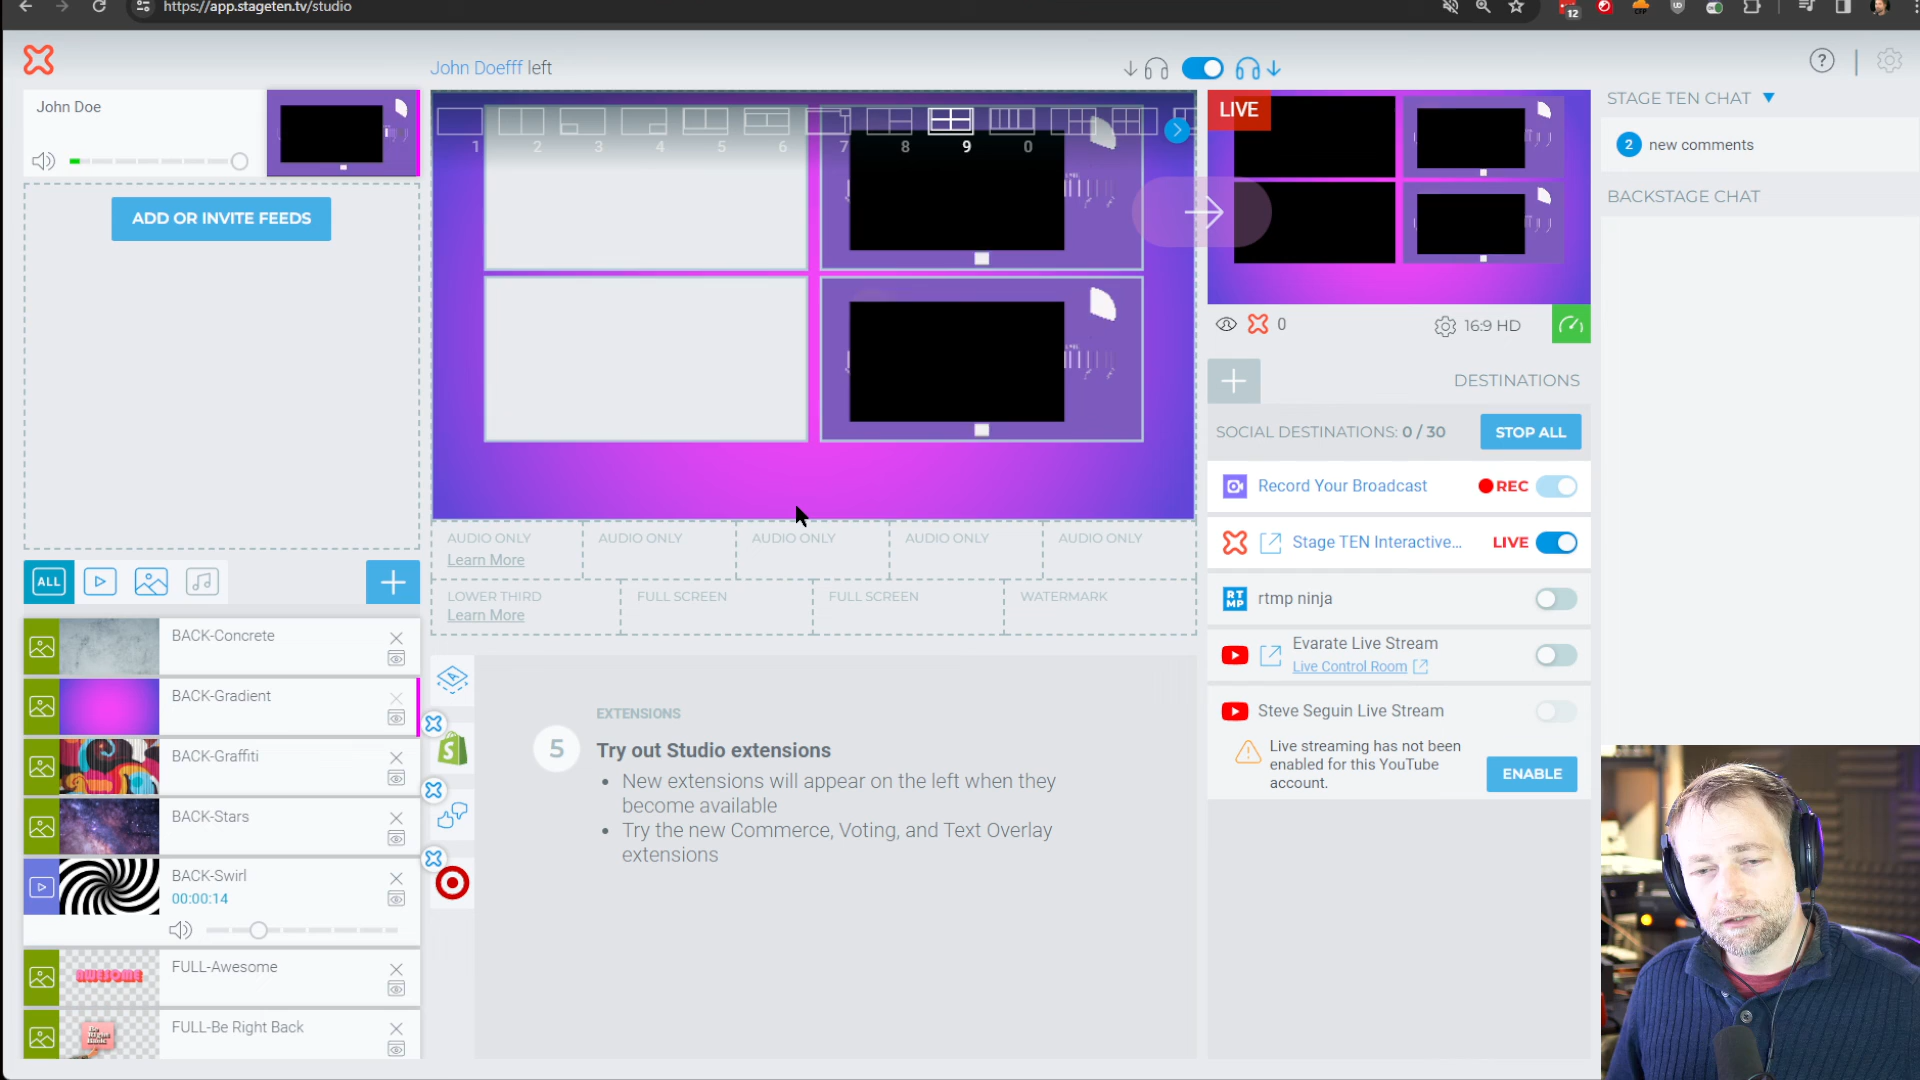 https://app.stageten.tv/studio
12
John Doefff left
John Doe
ADD OR INVITE FEEDS
1 2 3 4 5 6 7 8 9 0
LIVE
0
16:9 HD
STAGE TEN CHAT
2 new comments
BACKSTAGE CHAT
DESTINATIONS
SOCIAL DESTINATIONS: 0 / 30
STOP ALL
Record Your Broadcast
REC
Stage TEN Interactive...
LIVE
RT
MP
rtmp ninja
Evarate Live Stream
Live Control Room
Steve Seguin Live Stream
Live streaming has not been
enabled for this YouTube
account.
ENABLE
AUDIO ONLY
Learn More
AUDIO ONLY
AUDIO ONLY
AUDIO ONLY
AUDIO ONLY
LOWER THIRD
Learn More
FULL SCREEN
FULL SCREEN
WATERMARK
ALL
BACK-Concrete
BACK-Gradient
BACK-Graffiti
BACK-Stars
BACK-Swirl
00:00:14
AWESOME
FULL-Awesome
Be
Right
Back
FULL-Be Right Back
EXTENSIONS
5
Try out Studio extensions
• New extensions will appear on the left when they
become available
• Try the new Commerce, Voting, and Text Overlay
extensions